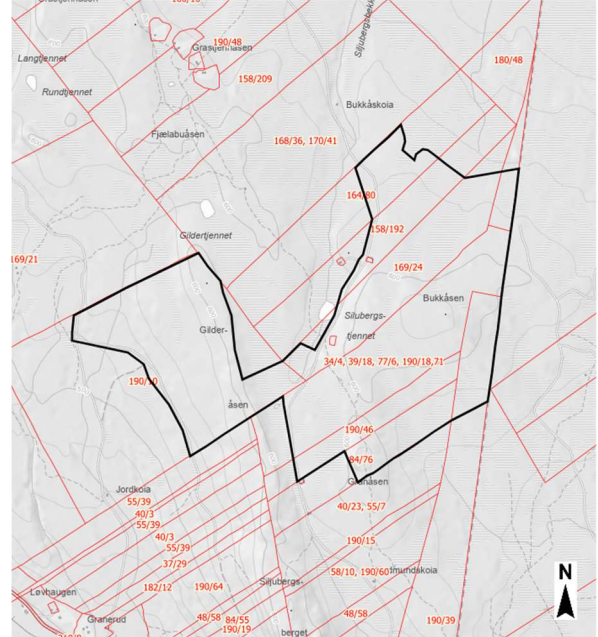 190/48
Langtjennet
180/48
158/209
Rundtjennet
Siljubergsbekk
Bukkåskoia
Fjælabuåsen
168/36, 170/41
164/80
158/192
Gildertjennet
169/21
169/24
Bukkåsen
Gilder-
Silubergs-
tjennet
34/4, 39/18, 77/6, 190/18,71
190/10
åsen
190/46
84/76
Granåsen
Jordkoia
55/39
40/3
55/39
40/3
55/39
37/29
40/23, 55/7
190/15
58/10, 190/60
182/12
190/64
Siljubergs-
Løvhaugen
Granerud
48/58
84/55
190/19
48/58
190/39
berget
N